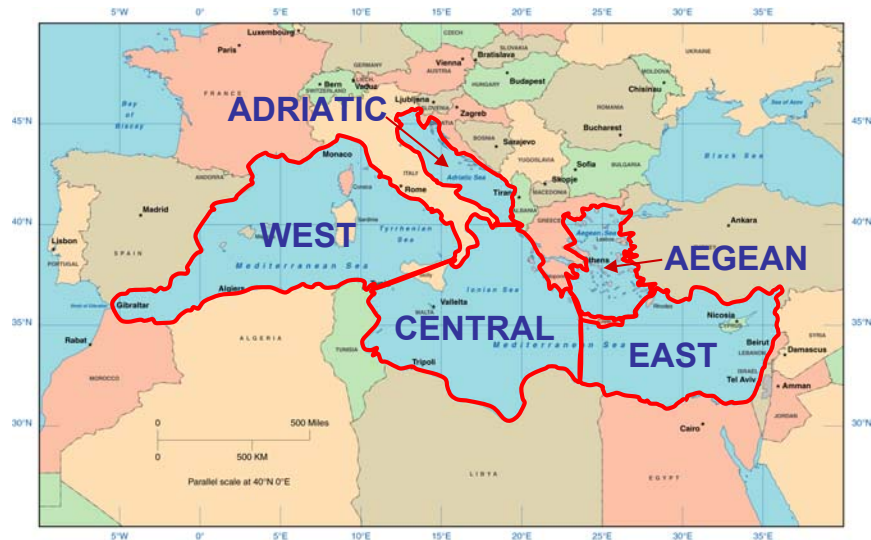 5°W 0° 5°E 10°E 15°E 20°E 25°E 30°E 35°E
Luxembourg
Paris
GERMANY
CZECH
SLOVAKIA
UKRAINE
Vienna
Bratislava
FRANCE
Bern
LIECH.
Vaduz
SWITZERLAND
AUSTRIA
Budapest
HUNGARY
MOLDOVA
Chisinau
Bay
of
Biscay
45°N
45°N
Ljubljana
SLOVENIA
Zagreb
CROATIA
ROMANIA
Sea of Azov
ADRIATIC
BOSNIA
Sarajevo
Bucharest
YUGOSLAVIA
Monaco
ITALY
Adriatic Sea
Sofia
BULGARIA
Black Sea
ANDORRA
Corsica
Rome
Tirana
Skopje
MACEDONIA
ALBANIA
40°N
40°N
Madrid
Sardinia
Tyrrhenian
Sea
GREECE
Aegean Sea
Lesbos
Ankara
Lisbon
PORTUGAL
SPAIN
WEST
Mediterranean Sea
AEGEAN
Ionian Sea
Strait of Gibraltar
Gibraltar
Algiers
Sicily
Valletta
MALTA
Rhodes
35°N
35°N
CENTRAL
Nicosia
CYPRUS
SYRIA
Rabat
ALGERIA
TUNISIA
Mediterranean Sea
EAST
Beirut
LEBANON
Damascus
Tripoli
ISRAEL
Tel Aviv
Amman
MOROCCO
JORDAN
30°N
30°N
0 500 Miles
0 500 KM
Cairo
Parallel scale at 40°N 0°E
LIBYA
EGYPT
5°W 0° 5°E 10°E 15°E 20°E 25°E 30°E 35°E